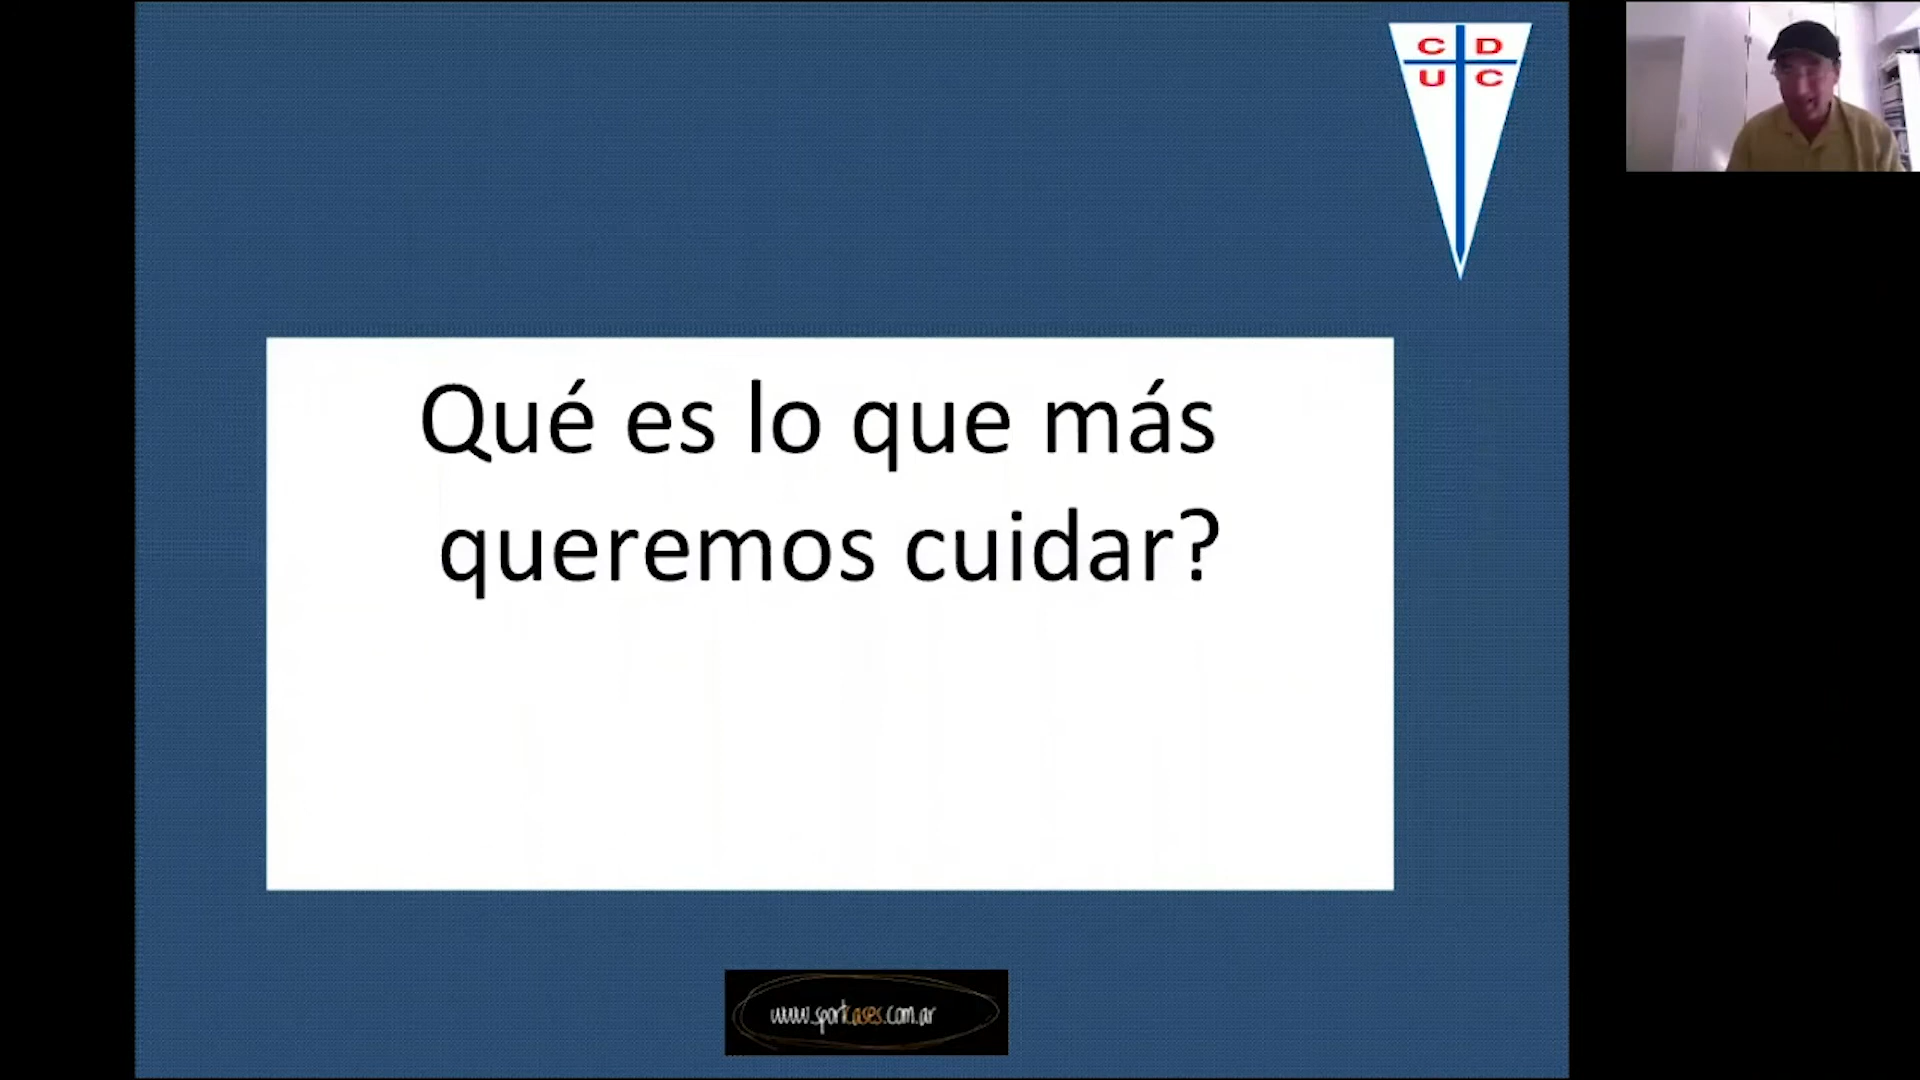 C D
U C
Qué es lo que más
queremos cuidar?
www.sportcases.com.ar